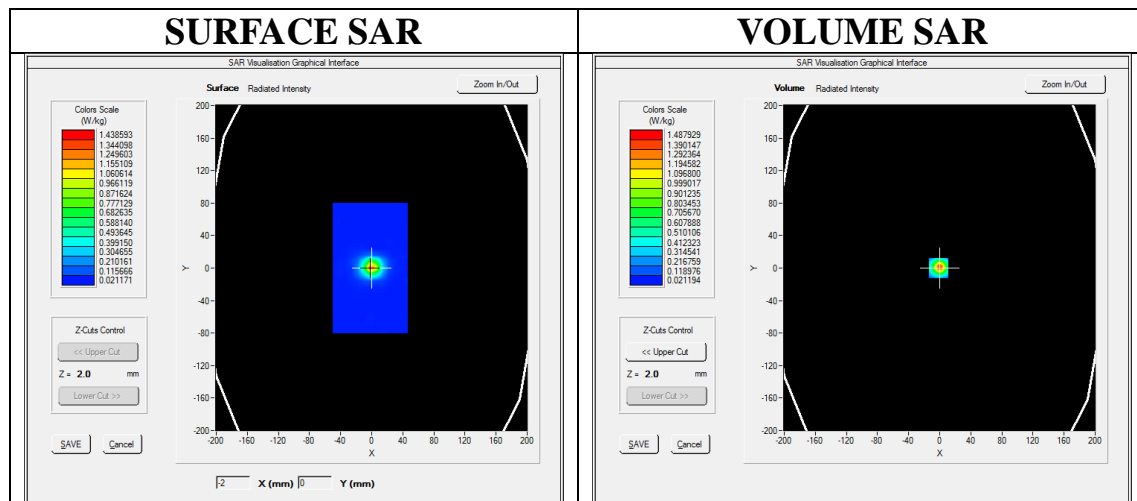 SURFACE SAR
VOLUME SAR
SAR Visualisation Graphical Interface
Surface Radiated Intensity
Zoom In/Out
Colors Scale
(W/kg)
1.438593
1.344098
1.249603
1.155109
1.060614
0.966119
0.871624
0.777129
0.682635
0.588140
0.493645
0.399150
0.304655
0.210161
0.115666
0.021171
Z-Cuts Control
<< Upper Cut
Z = 2.0 mm
Lower Cut >>
SAVE Cancel
200
160
120
80
40
0
-40
-80
-120
-160
-200
Y
-200 -160 -120 -80 -40 0 40 80 120 160 200
X
-2 X (mm) 0 Y (mm)
SAR Visualisation Graphical Interface
Volume Radiated Intensity
Zoom In/Out
Colors Scale
(W/kg)
1.487929
1.390147
1.292364
1.194582
1.096800
0.999017
0.901235
0.803453
0.705670
0.607888
0.510106
0.412323
0.314541
0.216759
0.118976
0.021194
Z-Cuts Control
<< Upper Cut
Z = 2.0 mm
Lower Cut >>
SAVE Cancel
200
160
120
80
40
0
-40
-80
-120
-160
-200
Y
-200 -160 -120 -80 -40 0 40 80 120 160 200
X